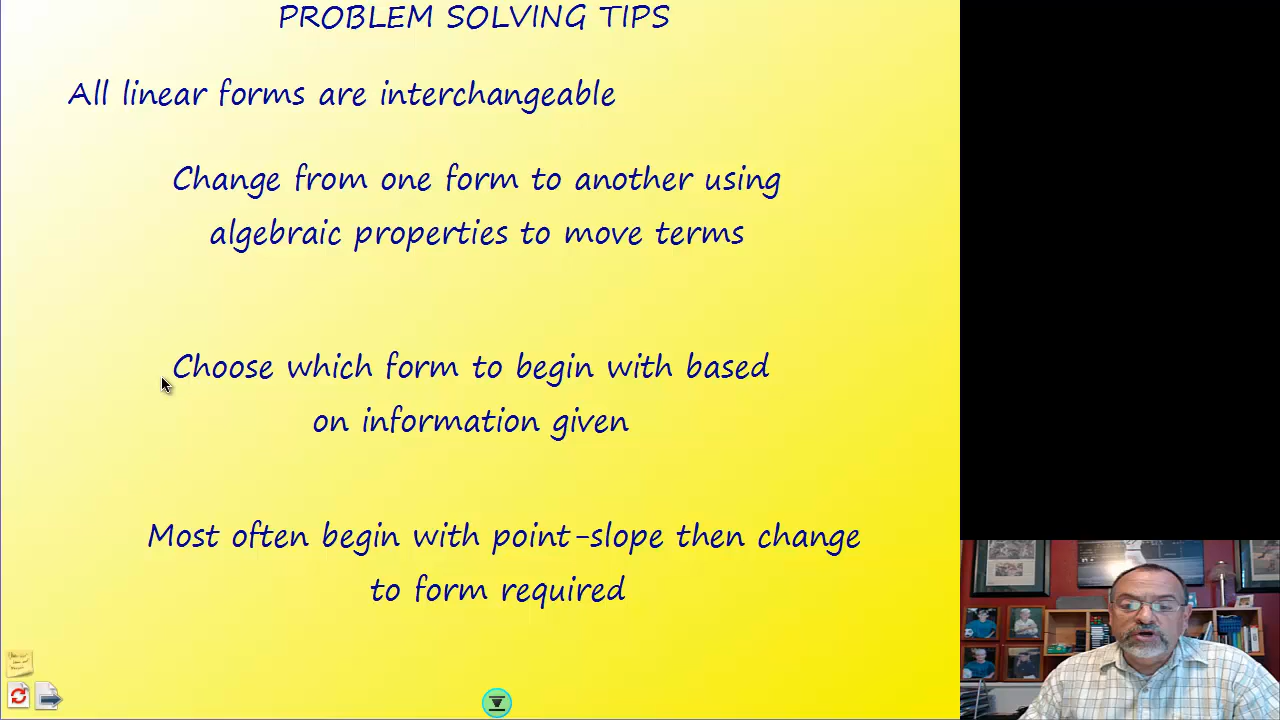 PROBLEM SOLVING TIPS
All linear forms are interchangeable
Change from one form to another using
algebraic properties to move terms
Choose which form to begin with based
on information given
Most often begin with point-slope then change
to form required